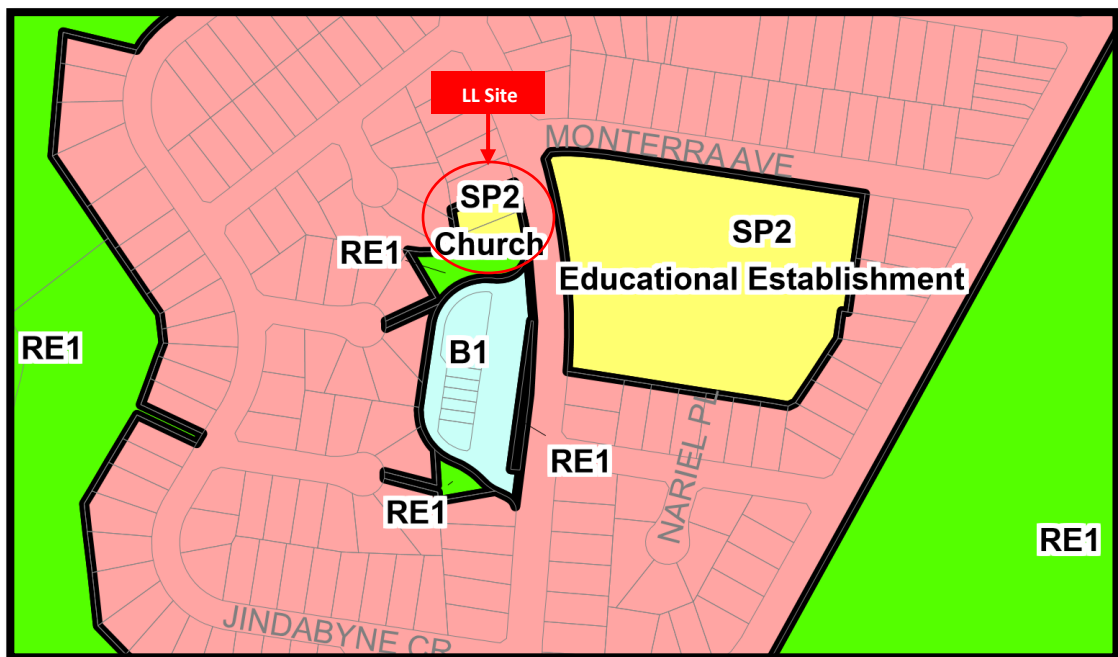 LL Site
MONTERRA AVE
SP2
Church
SP2
Educational Establishment
RE1
RE1
B1
RE1
RE1
NARIEL PL
RE1
JINDABYNE CR